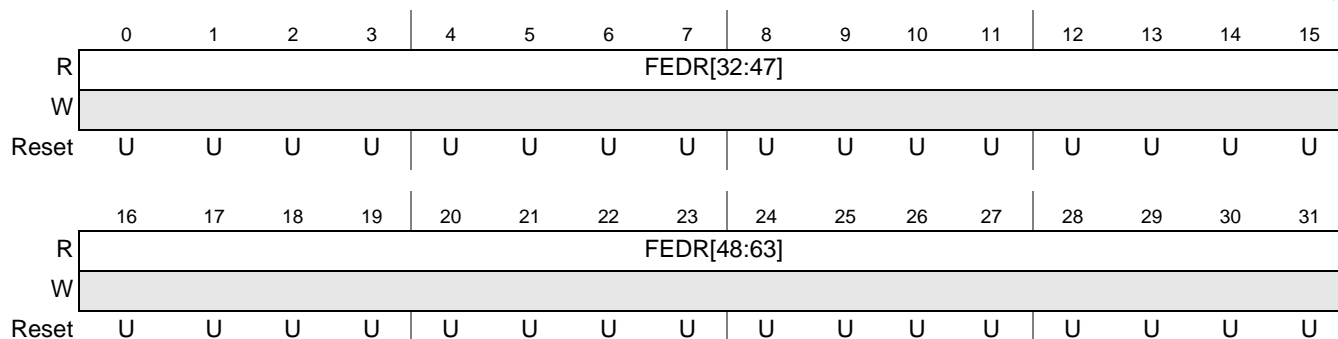 0 1 2 3 4 5 6 7 8 9 10 11 12 13 14 15
R FEDR[32:47]
W
Reset U U U U U U U U U U U U U U U U
16 17 18 19 20 21 22 23 24 25 26 27 28 29 30 31
R FEDR[48:63]
W
Reset U U U U U U U U U U U U U U U U